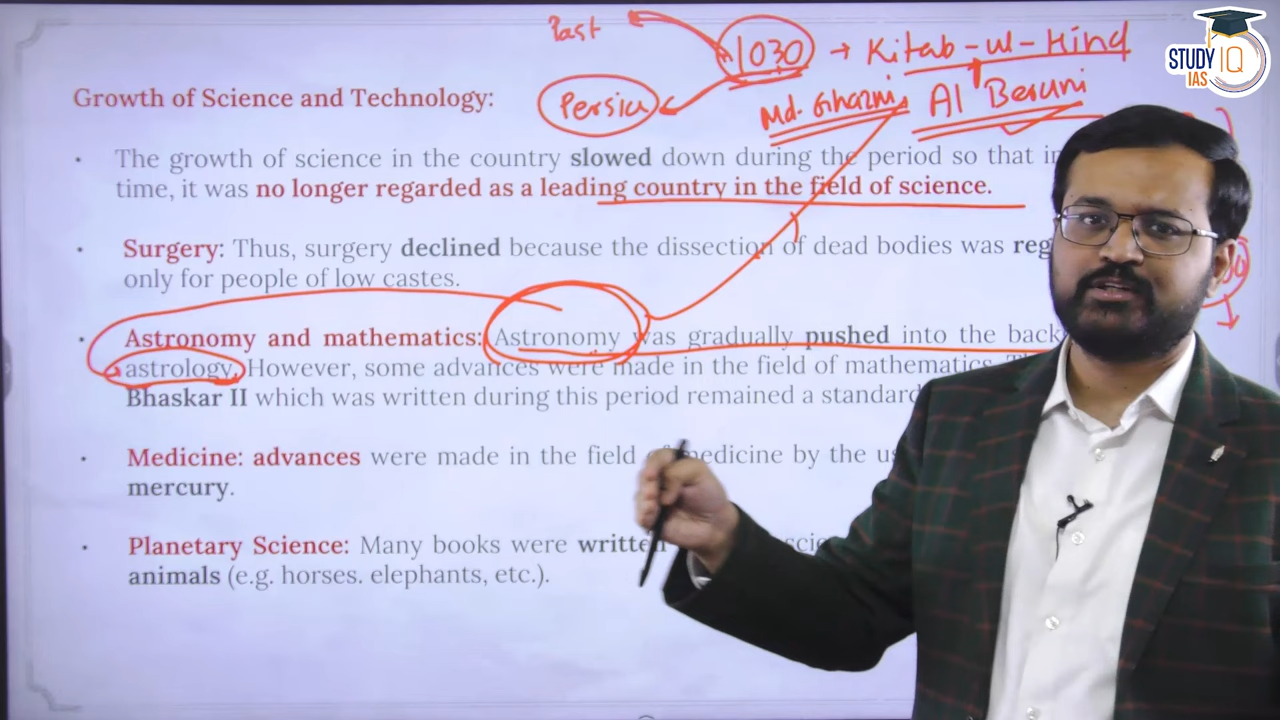 Past
1030 → Kitab-ul-Hind
STUDY IQ
IAS
Persia
Md. Ghazni
Al Beruni
Growth of Science and Technology:
• The growth of science in the country slowed down during the period so that in
time, it was no longer regarded as a leading country in the field of science.
• Surgery: Thus, surgery declined because the dissection of dead bodies was
only for people of low castes.
• Astronomy and mathematics: Astronomy was gradually pushed into the
astrology. However, some advances were made in the field of mathematics.
Bhaskar II which was written during this period remained a standard
• Medicine: advances were made in the field of medicine by the
mercury.
• Planetary Science: Many books were written
animals (e.g. horses. elephants, etc.).